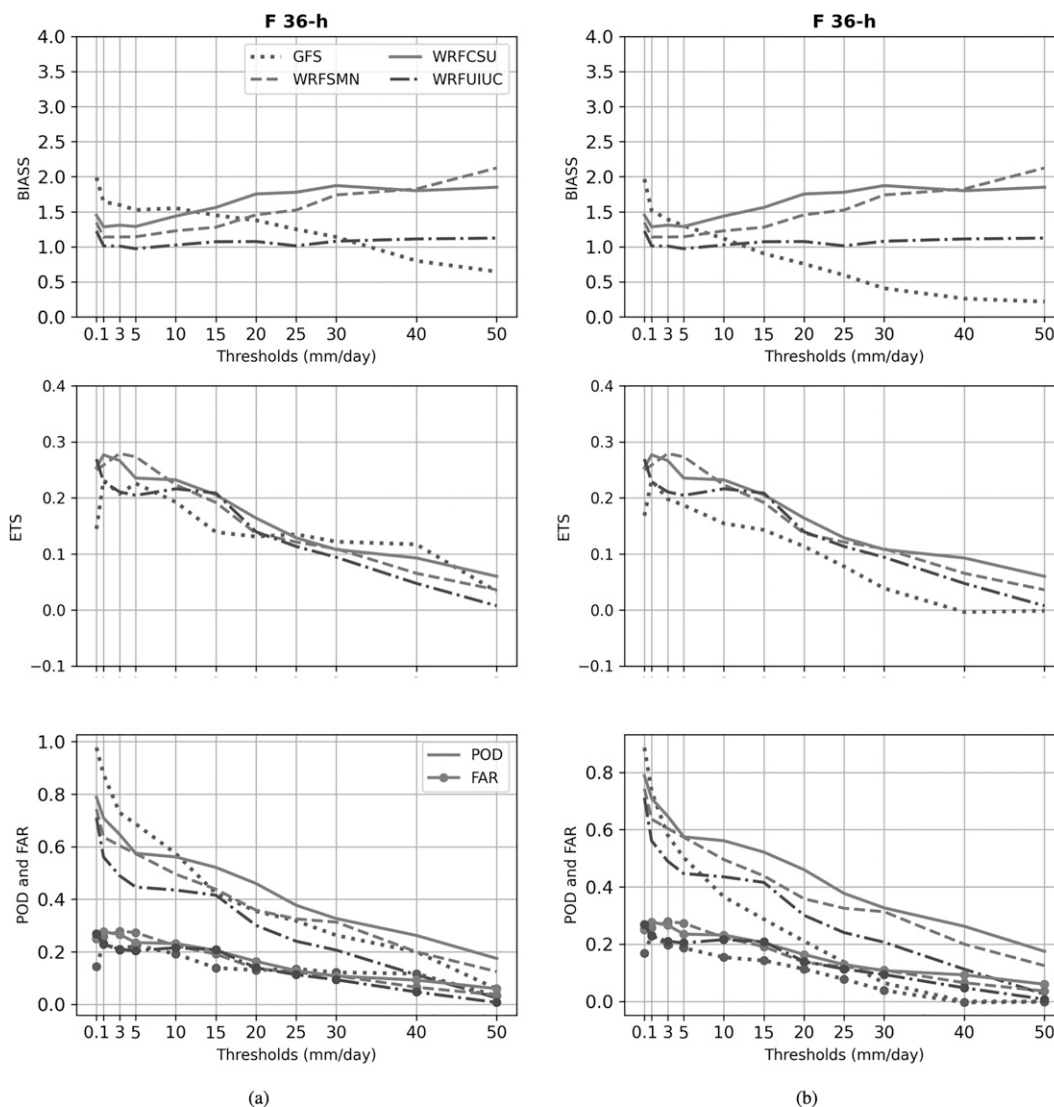 F 36-h
4.0
3.5
3.0
2.5
2.0
1.5
1.0
0.5
0.0
BIASS
GFS
WRFSMN
WRFCSU
WRFUIUC
0.1 3 5 10 15 20 25 30 40 50
Thresholds (mm/day)
0.4
0.3
0.2
0.1
0.0
−0.1
ETS
1.0
0.8
0.6
0.4
0.2
0.0
POD and FAR
POD
FAR
0.1 3 5 10 15 20 25 30 40 50
Thresholds (mm/day)
(a)
F 36-h
4.0
3.5
3.0
2.5
2.0
1.5
1.0
0.5
0.0
BIASS
0.1 3 5 10 15 20 25 30 40 50
Thresholds (mm/day)
0.4
0.3
0.2
0.1
0.0
−0.1
ETS
0.8
0.6
0.4
0.2
0.0
POD and FAR
0.1 3 5 10 15 20 25 30 40 50
Thresholds (mm/day)
(b)